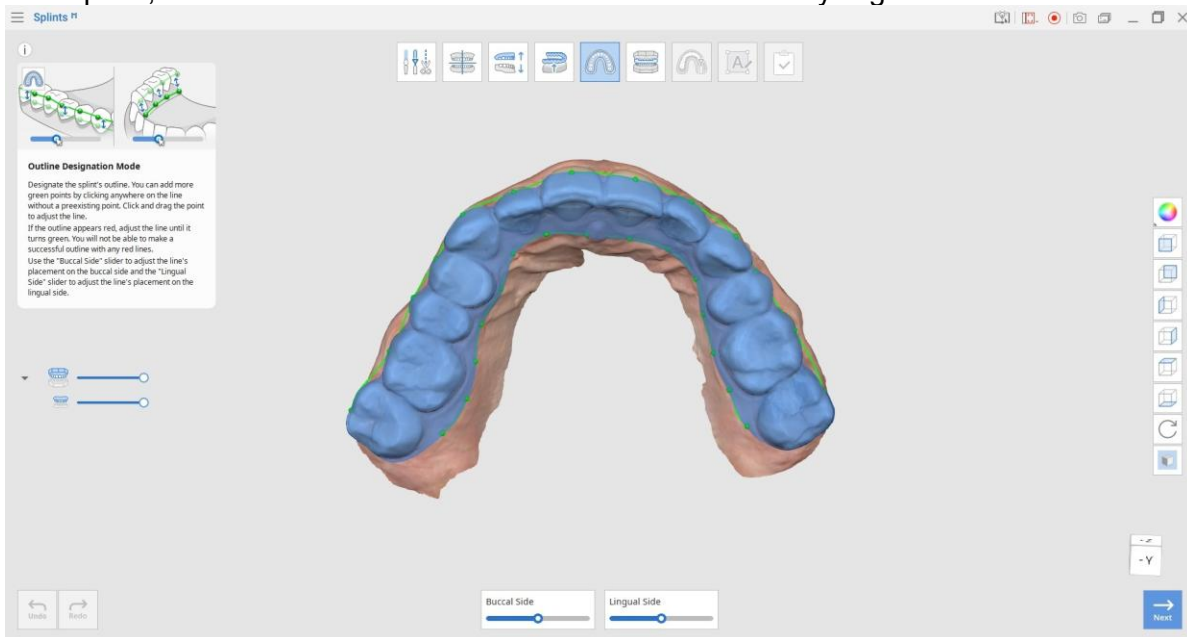 Splints
i
Outline Designation Mode
Designate the splint's outline. You can add more
green points by clicking anywhere on the line
without a preexisting point. Click and drag the point
to adjust the line.
If the outline appears red, adjust the line until it
turns green. You will not be able to make a
successful outline with any red lines.
Use the "Buccal Side" slider to adjust the line's
placement on the buccal side and the "Lingual
Side" slider to adjust the line's placement on the
lingual side.
A
- Y
Undo
Redo
Buccal Side
Lingual Side
Next